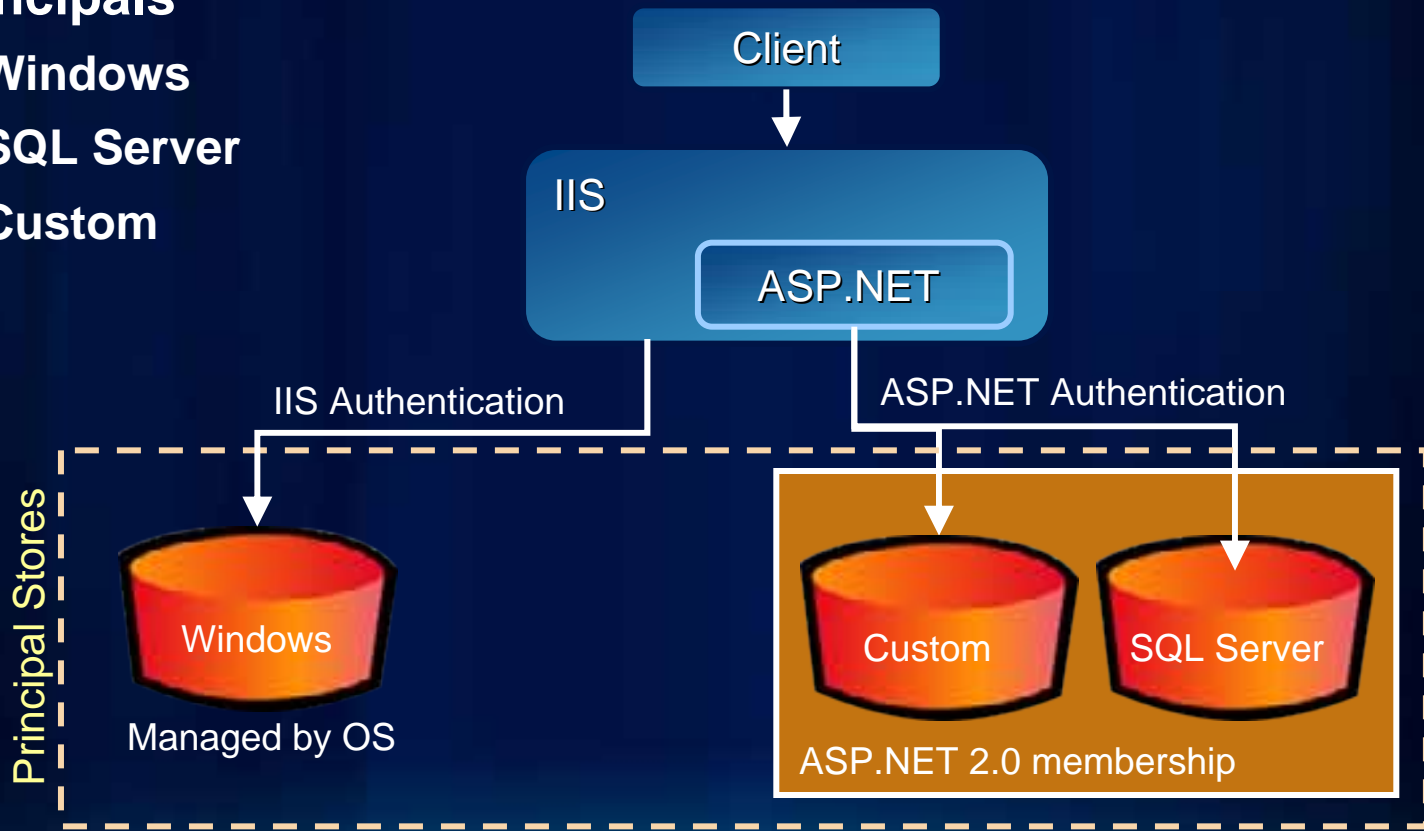 Windows
SQL Server
Custom
Client
IIS
ASP.NET
IIS Authentication
ASP.NET Authentication
Principal Stores
Windows
Managed by OS
Custom
SQL Server
ASP.NET 2.0 membership